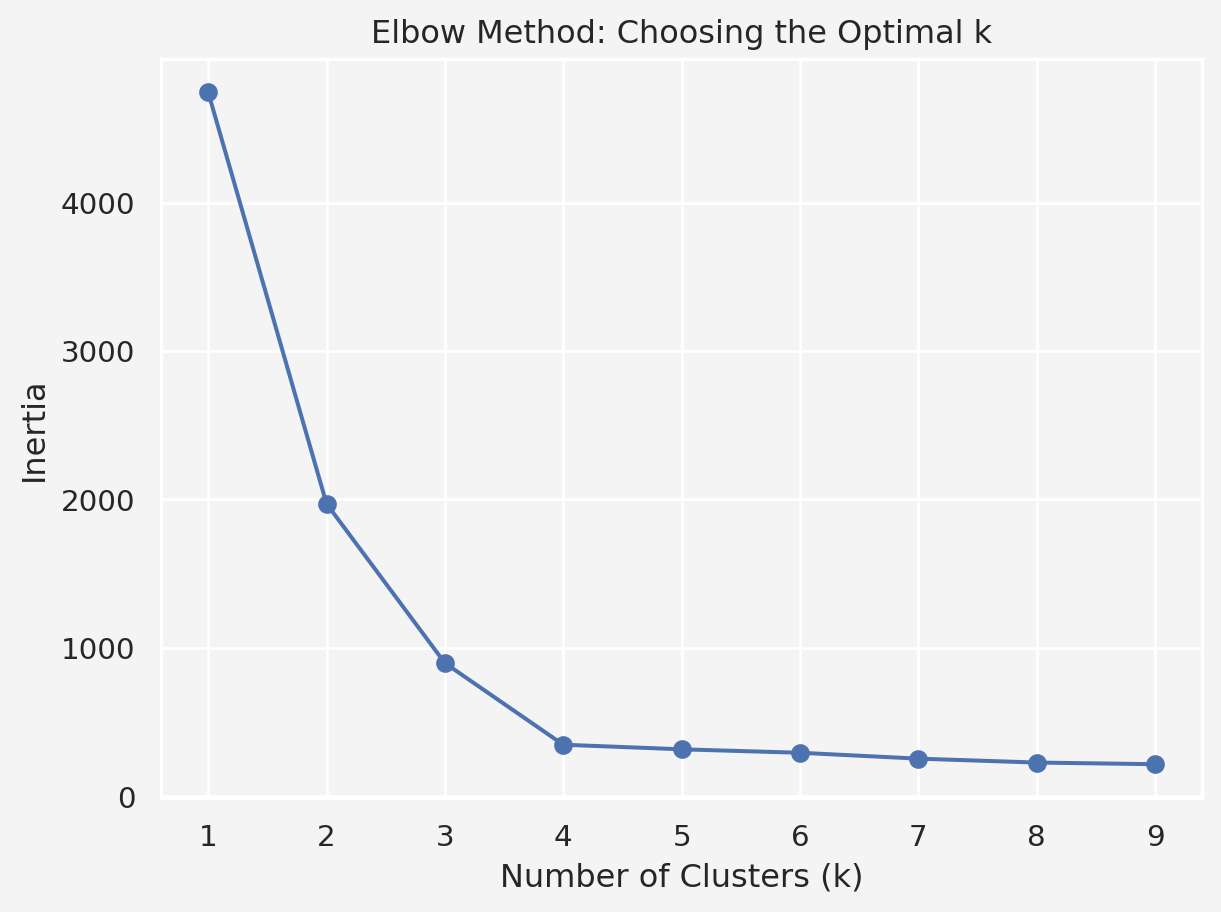 Elbow Method: Choosing the Optimal k
4000
3000
2000
1000
0
Inertia
1 2 3 4 5 6 7 8 9
Number of Clusters (k)